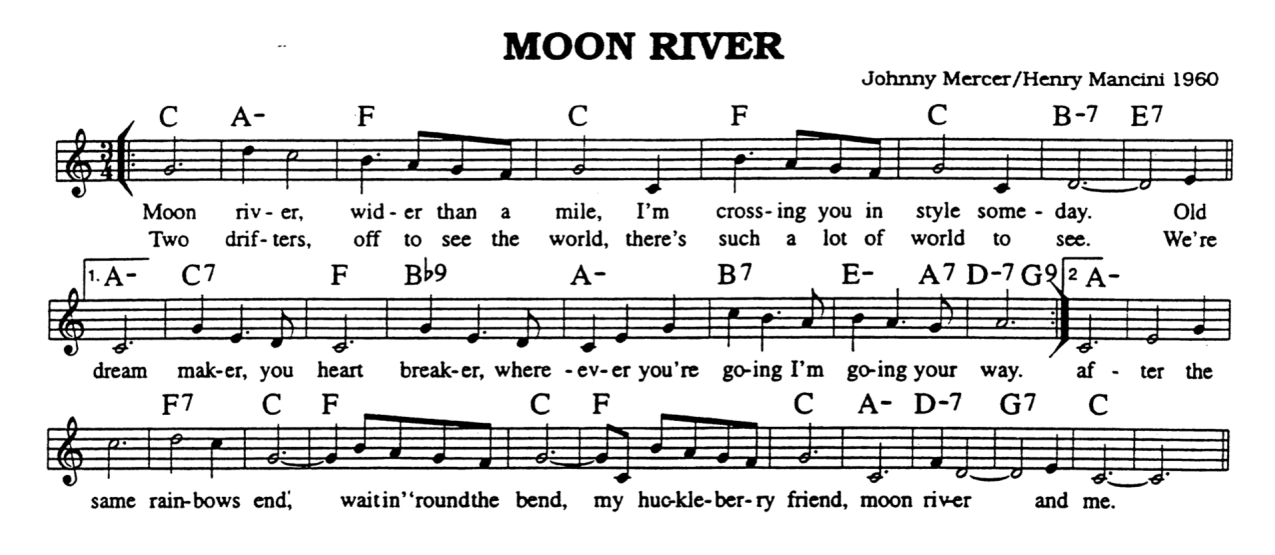 MOON RIVER
Johnny Mercer/Henry Mancini 1960
C A- F C F C B-7 E7
3/4
Moon riv-er, wid-er than a mile, I'm cross-ing you in style some-day. Old
Two drif-ters, off to see the world, there's such a lot of world to see. We're
1. A- C7 F B♭9 A- B7 E- A7 D-7 G9 2 A-
dream mak-er, you heart break-er, where-ev-er you're go-ing I'm go-ing your way. af-ter the
F7 C F C F C A- D-7 G7 C
same rain-bows end,' waitin' 'roundthe bend, my huc-kle-ber-ry friend, moon river and me.